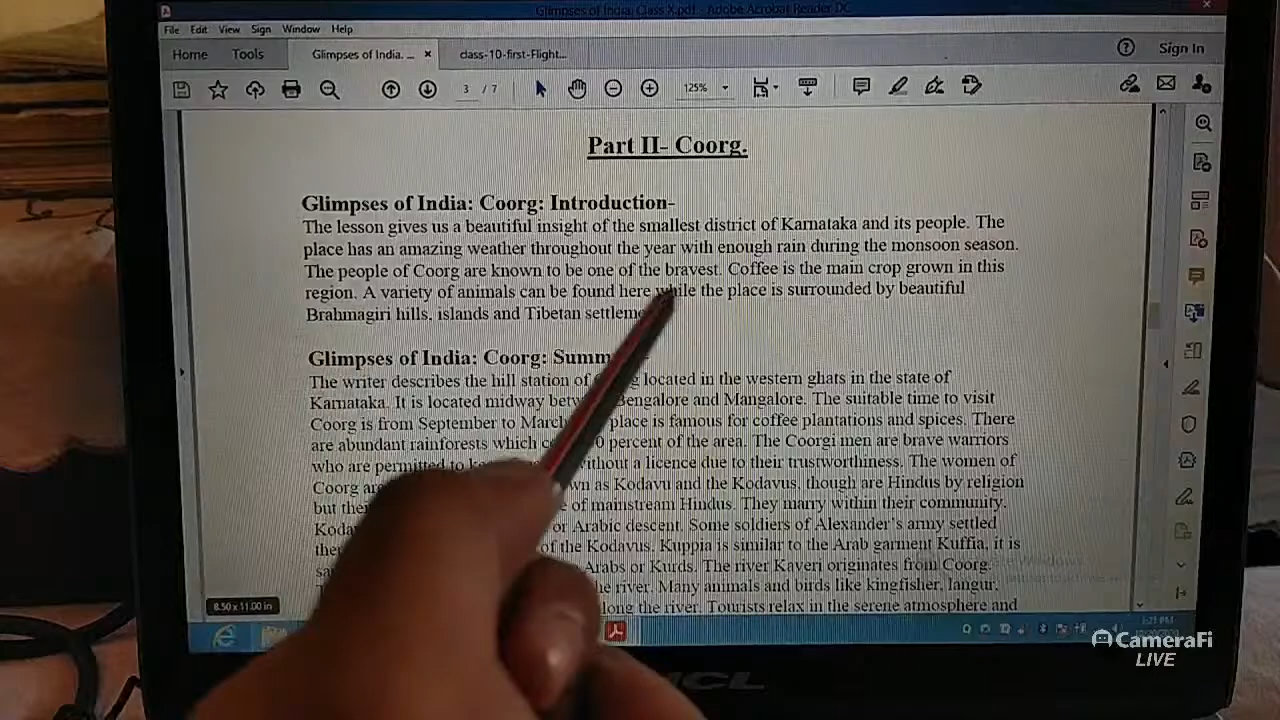 Glimpses of India, Class X.pdf - Adobe Acrobat Reader DC
File Edit View Sign Window Help
Home Tools Glimpses of India. ... × class-10-first-Flight... Sign In
3 / 7 125%
Part II- Coorg.
Glimpses of India: Coorg: Introduction-
The lesson gives us a beautiful insight of the smallest district of Karnataka and its people. The
place has an amazing weather throughout the year with enough rain during the monsoon season.
The people of Coorg are known to be one of the bravest. Coffee is the main crop grown in this
region. A variety of animals can be found here while the place is surrounded by beautiful
Brahmagiri hills, islands and Tibetan
Glimpses of India: Coorg:
The writer describes the hill station of located in the western ghats in the state of
Karnataka. It is located midway Bengalore and Mangalore. The suitable time to visit
Coorg is from September to March place is famous for coffee plantations and spices. There
are abundant rainforests which percent of the area. The Coorgi men are brave warriors
who are permitted to without a licence due to their trustworthiness. The women of
Coorg as Kodavu and the Kodavus, though are Hindus by religion
but of mainstream Hindus. They marry within their community.
or Arabic descent. Some soldiers of Alexander's army settled
of the Kodavus. Kuppia is similar to the Arab garment Kuffia, it is
Arabs or Kurds. The river Kaveri originates from Coorg.
the river. Many animals and birds like kingfisher, langur,
along the river. Tourists relax in the serene atmosphere and
8.50 x 11.00 in
HCL
CameraFi
LIVE